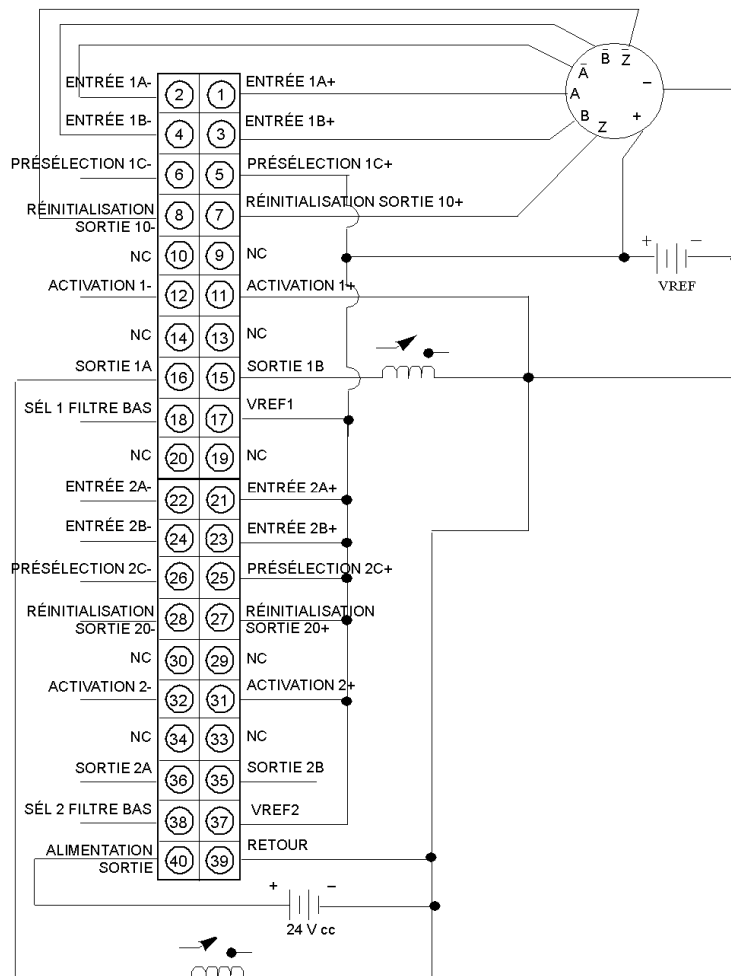 B̄ Z̄
Ā
A
B
Z
−
+
ENTRÉE 1A- 2 1 ENTRÉE 1A+
ENTRÉE 1B- 4 3 ENTRÉE 1B+
PRÉSÉLECTION 1C- 6 5 PRÉSÉLECTION 1C+
RÉINITIALISATION
SORTIE 10- 8 7 RÉINITIALISATION SORTIE 10+
NC 10 9 NC
+ −
VREF
ACTIVATION 1- 12 11 ACTIVATION 1+
NC 14 13 NC
SORTIE 1A 16 15 SORTIE 1B
SÉL 1 FILTRE BAS 18 17 VREF1
NC 20 19 NC
ENTRÉE 2A- 22 21 ENTRÉE 2A+
ENTRÉE 2B- 24 23 ENTRÉE 2B+
PRÉSÉLECTION 2C- 26 25 PRÉSÉLECTION 2C+
RÉINITIALISATION 28 27 RÉINITIALISATION
SORTIE 20- SORTIE 20+
NC 30 29 NC
ACTIVATION 2- 32 31 ACTIVATION 2+
NC 34 33 NC
SORTIE 2A 36 35 SORTIE 2B
SÉL 2 FILTRE BAS 38 37 VREF2
ALIMENTATION
SORTIE 40 39 RETOUR
+ −
24 V cc